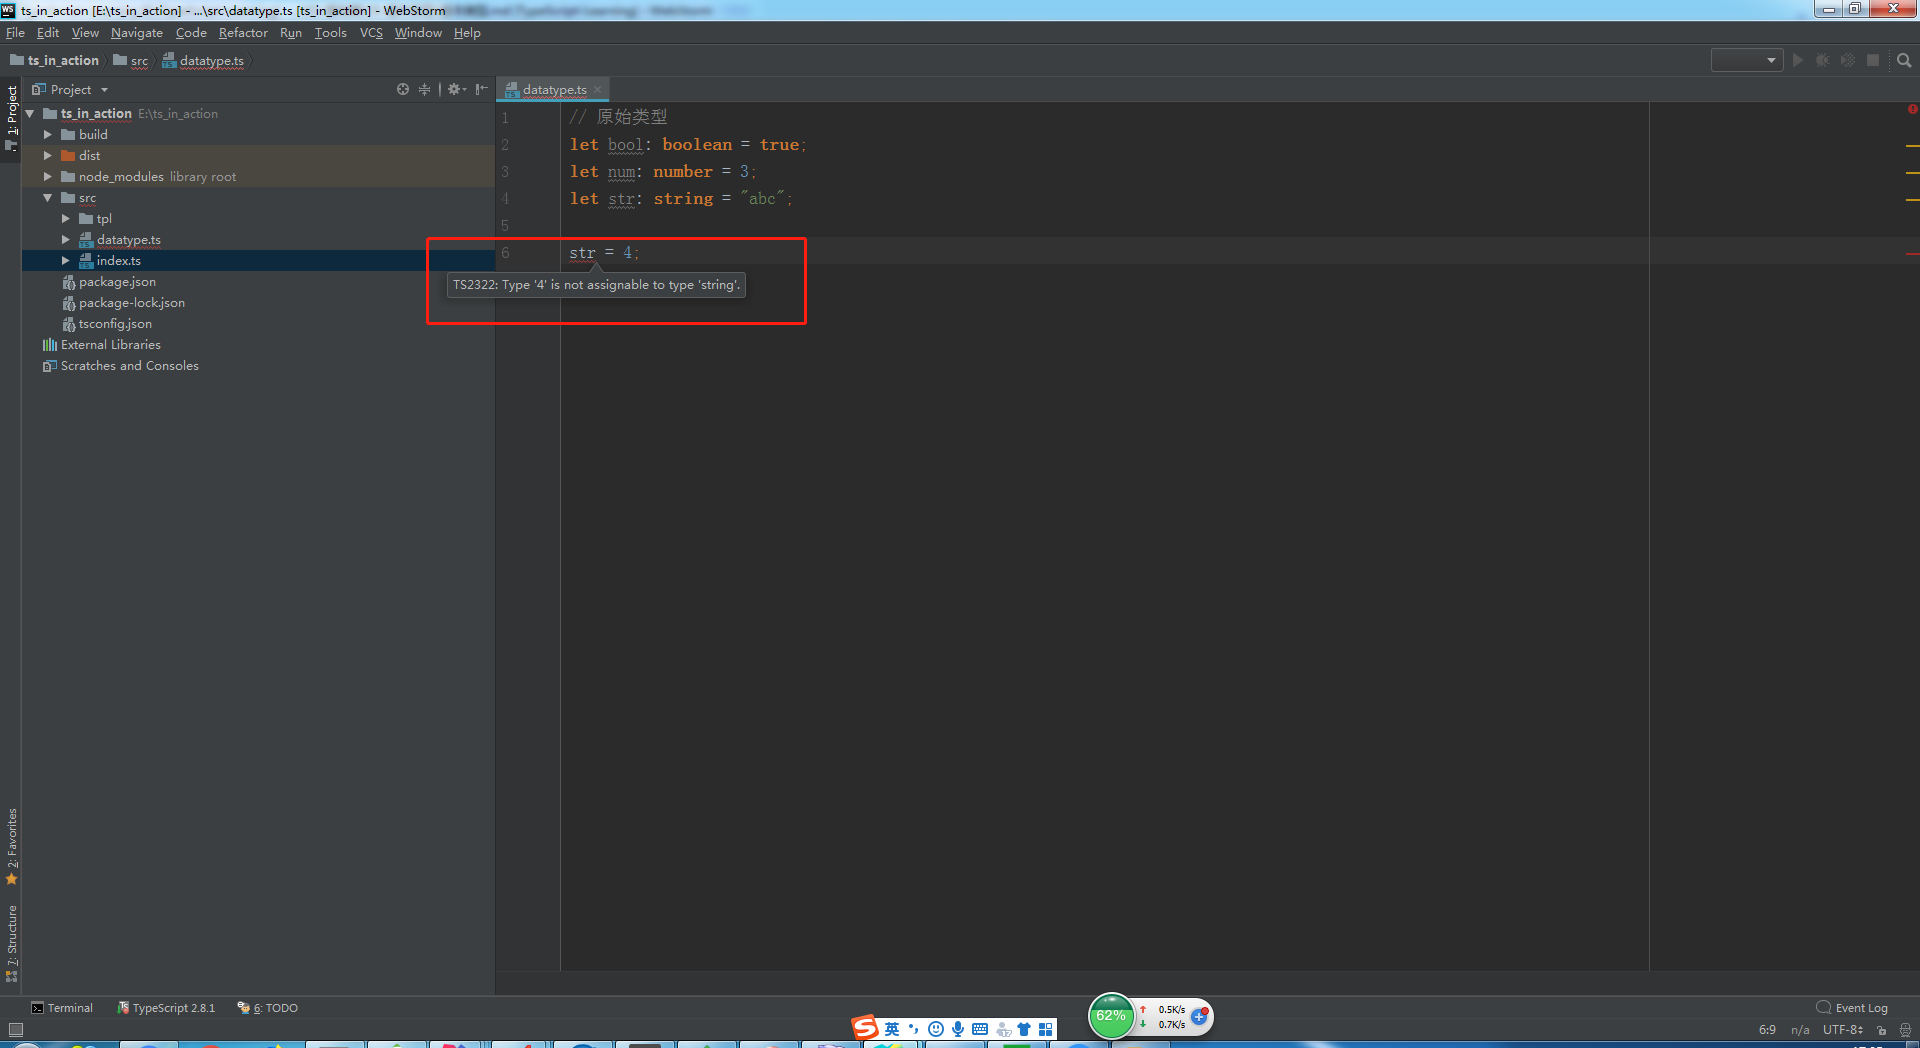 WS ts_in_action [E:\ts_in_action] - ...\src\datatype.ts [ts_in_action] - WebStorm
File Edit View Navigate Code Refactor Run Tools VCS Window Help
ts_in_action src datatype.ts
1: Project
Project
datatype.ts
ts_in_action E:\ts_in_action
build
dist
node_modules library root
src
tpl
datatype.ts
index.ts
package.json
package-lock.json
tsconfig.json
External Libraries
Scratches and Consoles
1 // 原始类型
2 let bool: boolean = true;
3 let num: number = 3;
4 let str: string = "abc";
5
6 str = 4;
TS2322: Type '4' is not assignable to type 'string'.
2: Favorites
7: Structure
Terminal TypeScript 2.8.1 6: TODO
Event Log
S 英
62% 0.5K/s
0.7K/s
6:9 n/a UTF-8